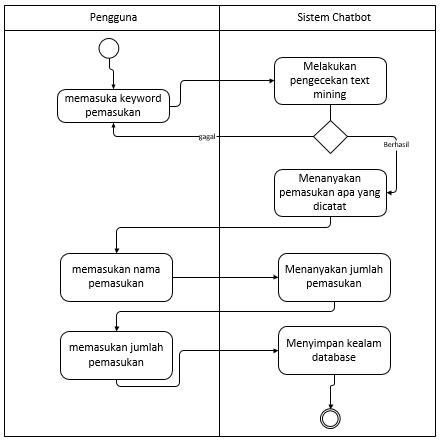 Pengguna
Sistem Chatbot
memasuka keyword
pemasukan
Melakukan
pengecekan text
mining
gagal
Berhasil
Menanyakan
pemasukan apa yang
dicatat
memasukan nama
pemasukan
Menanyakan jumlah
pemasukan
memasukan jumlah
pemasukan
Menyimpan kealam
database